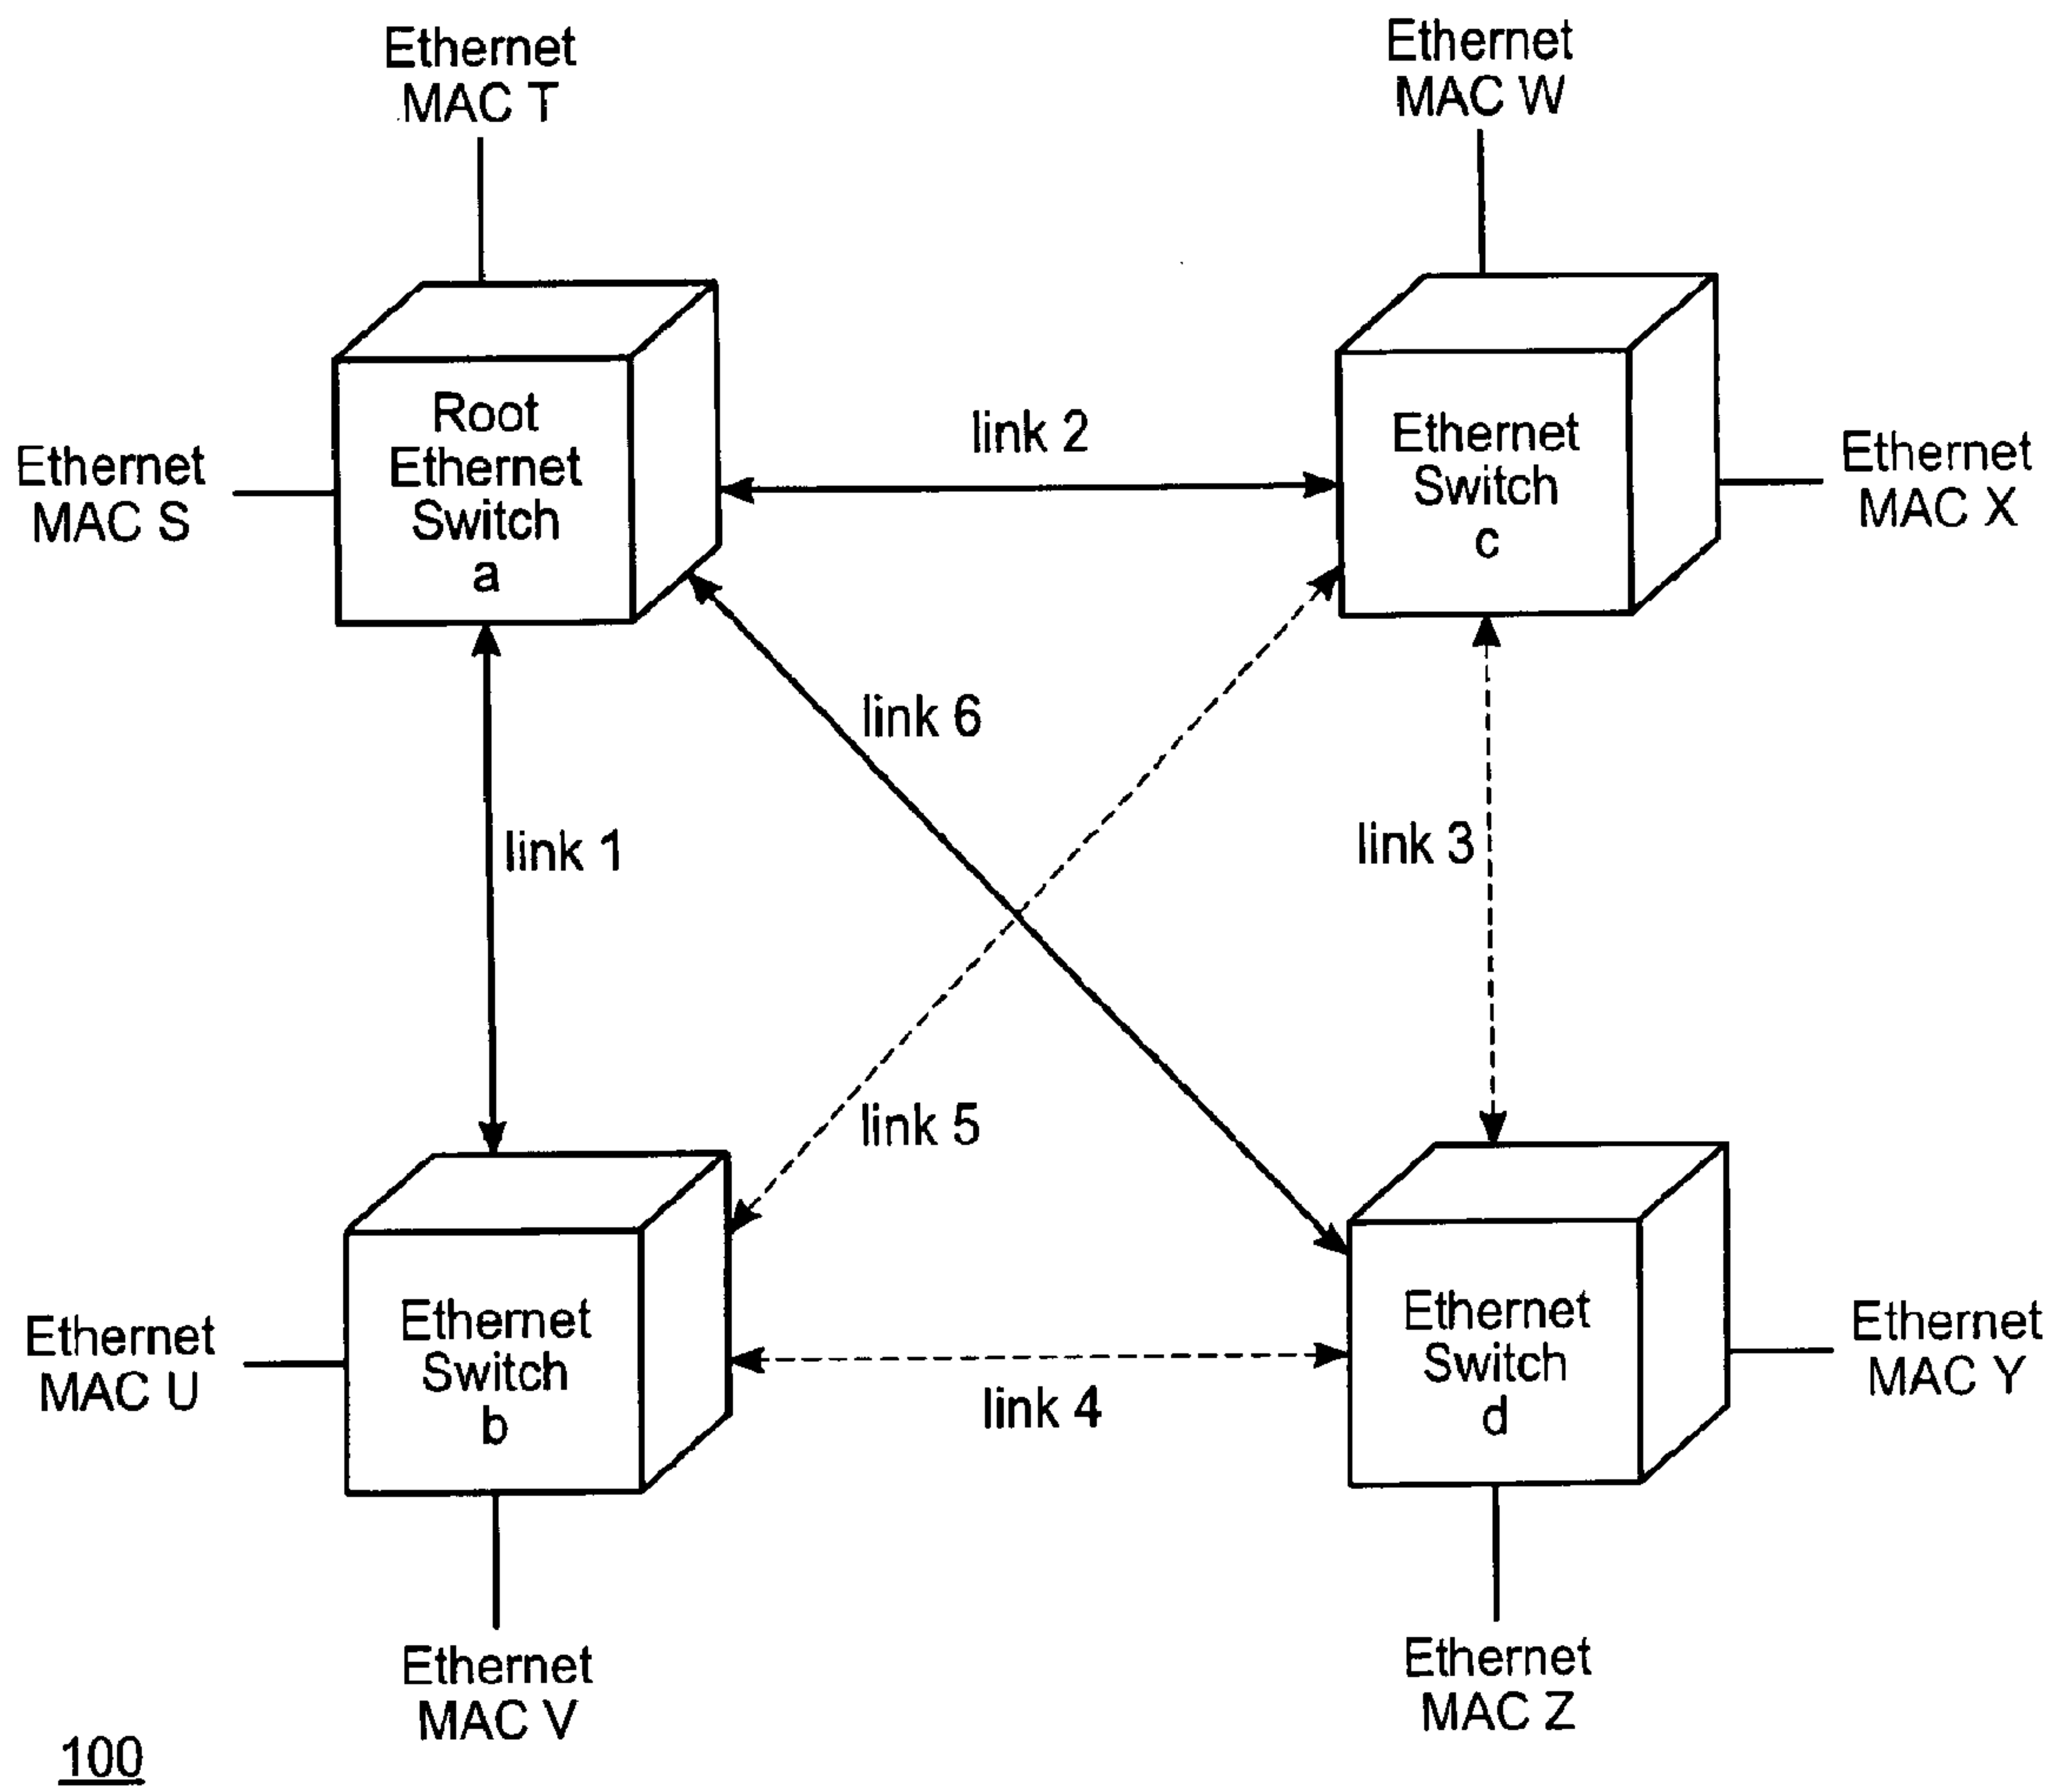 Ethernet
MAC T
Ethernet
MAC W
Root
Ethernet
Switch
a
Ethernet
MAC S
link 2
Ethernet
Switch
c
Ethernet
MAC X
link 6
link 1
link 3
link 5
Ethernet
Switch
b
Ethernet
MAC U
link 4
Ethernet
Switch
d
Ethernet
MAC Y
Ethernet
MAC V
Ethernet
MAC Z
100